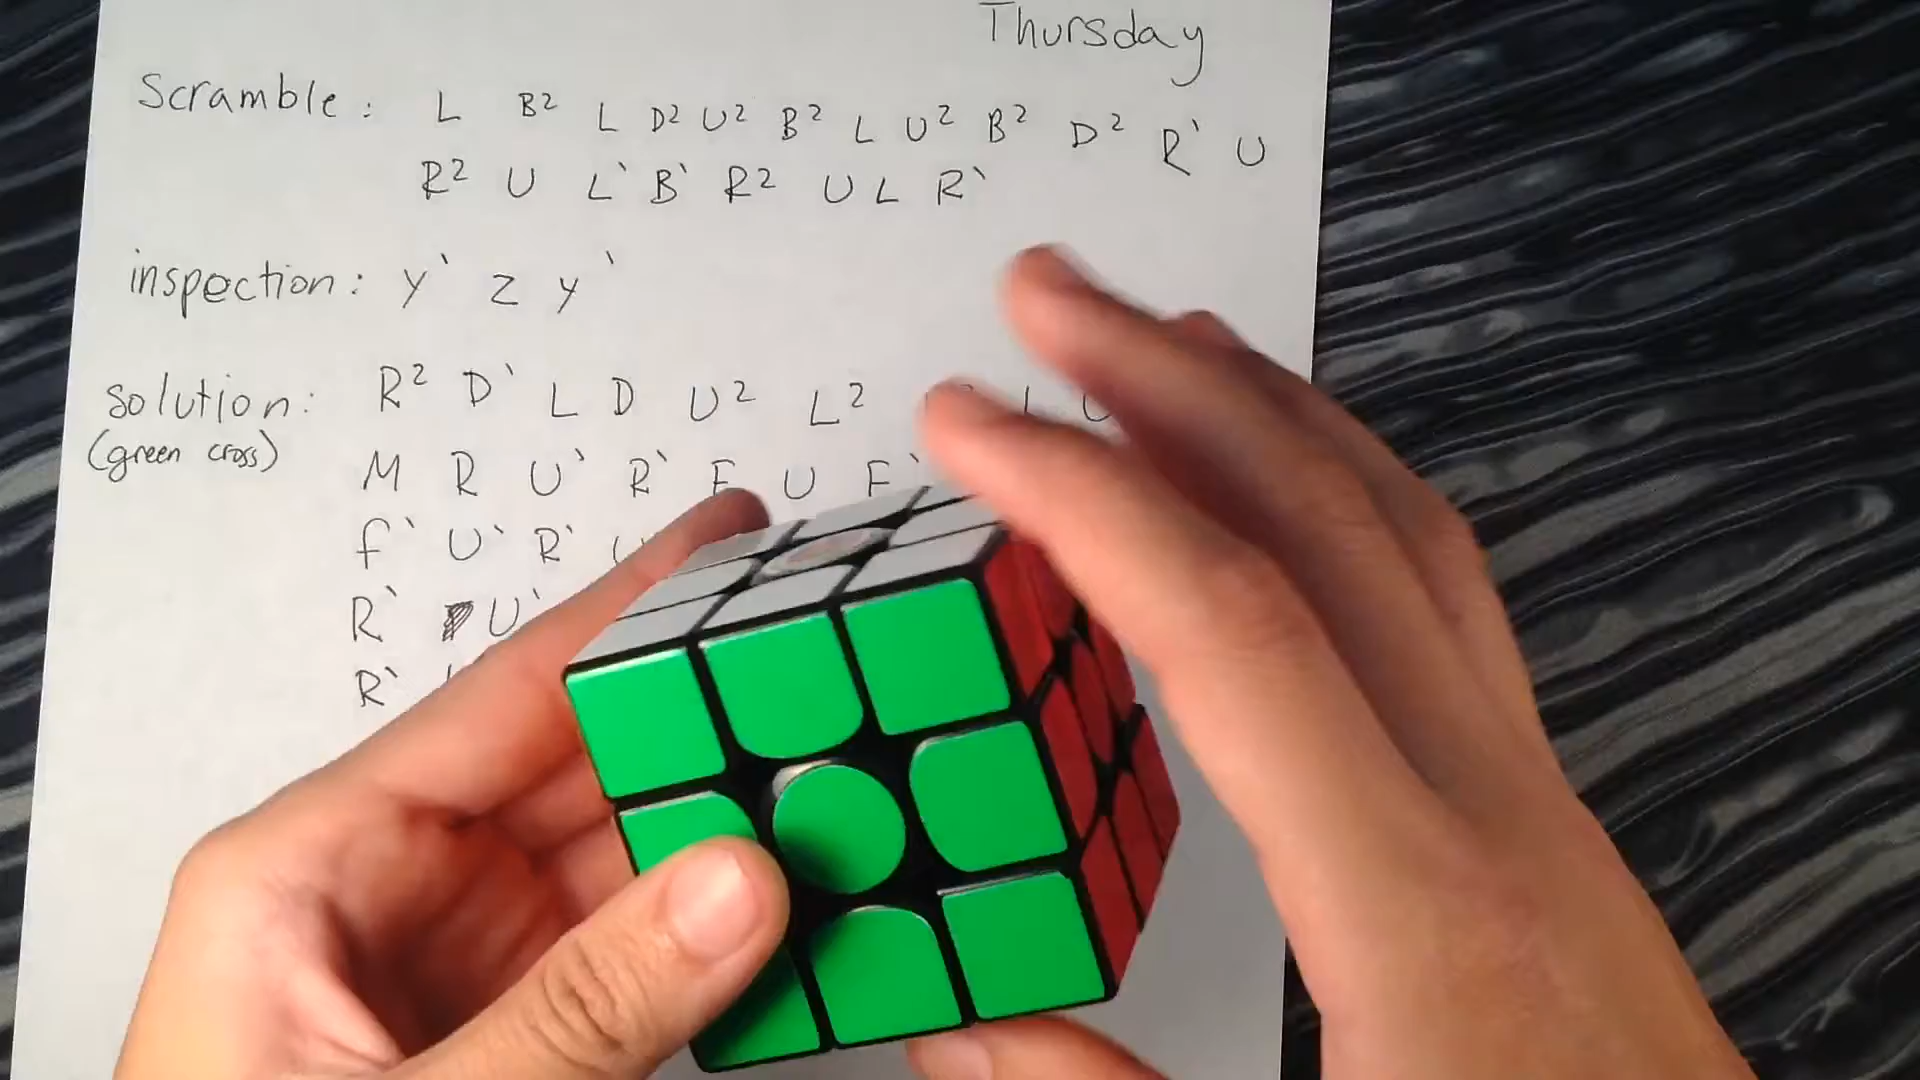 Thursday
Scramble: L B2 L D2 U2 B2 L U2 B2 D2 R` U
R2 U L` B` R2 U L R`
inspection: y` z y`
solution: R2 D` L D U2 L2 L U
(green cross)
M R U` R` F U F`
f` U` R` U
R` U`
R`